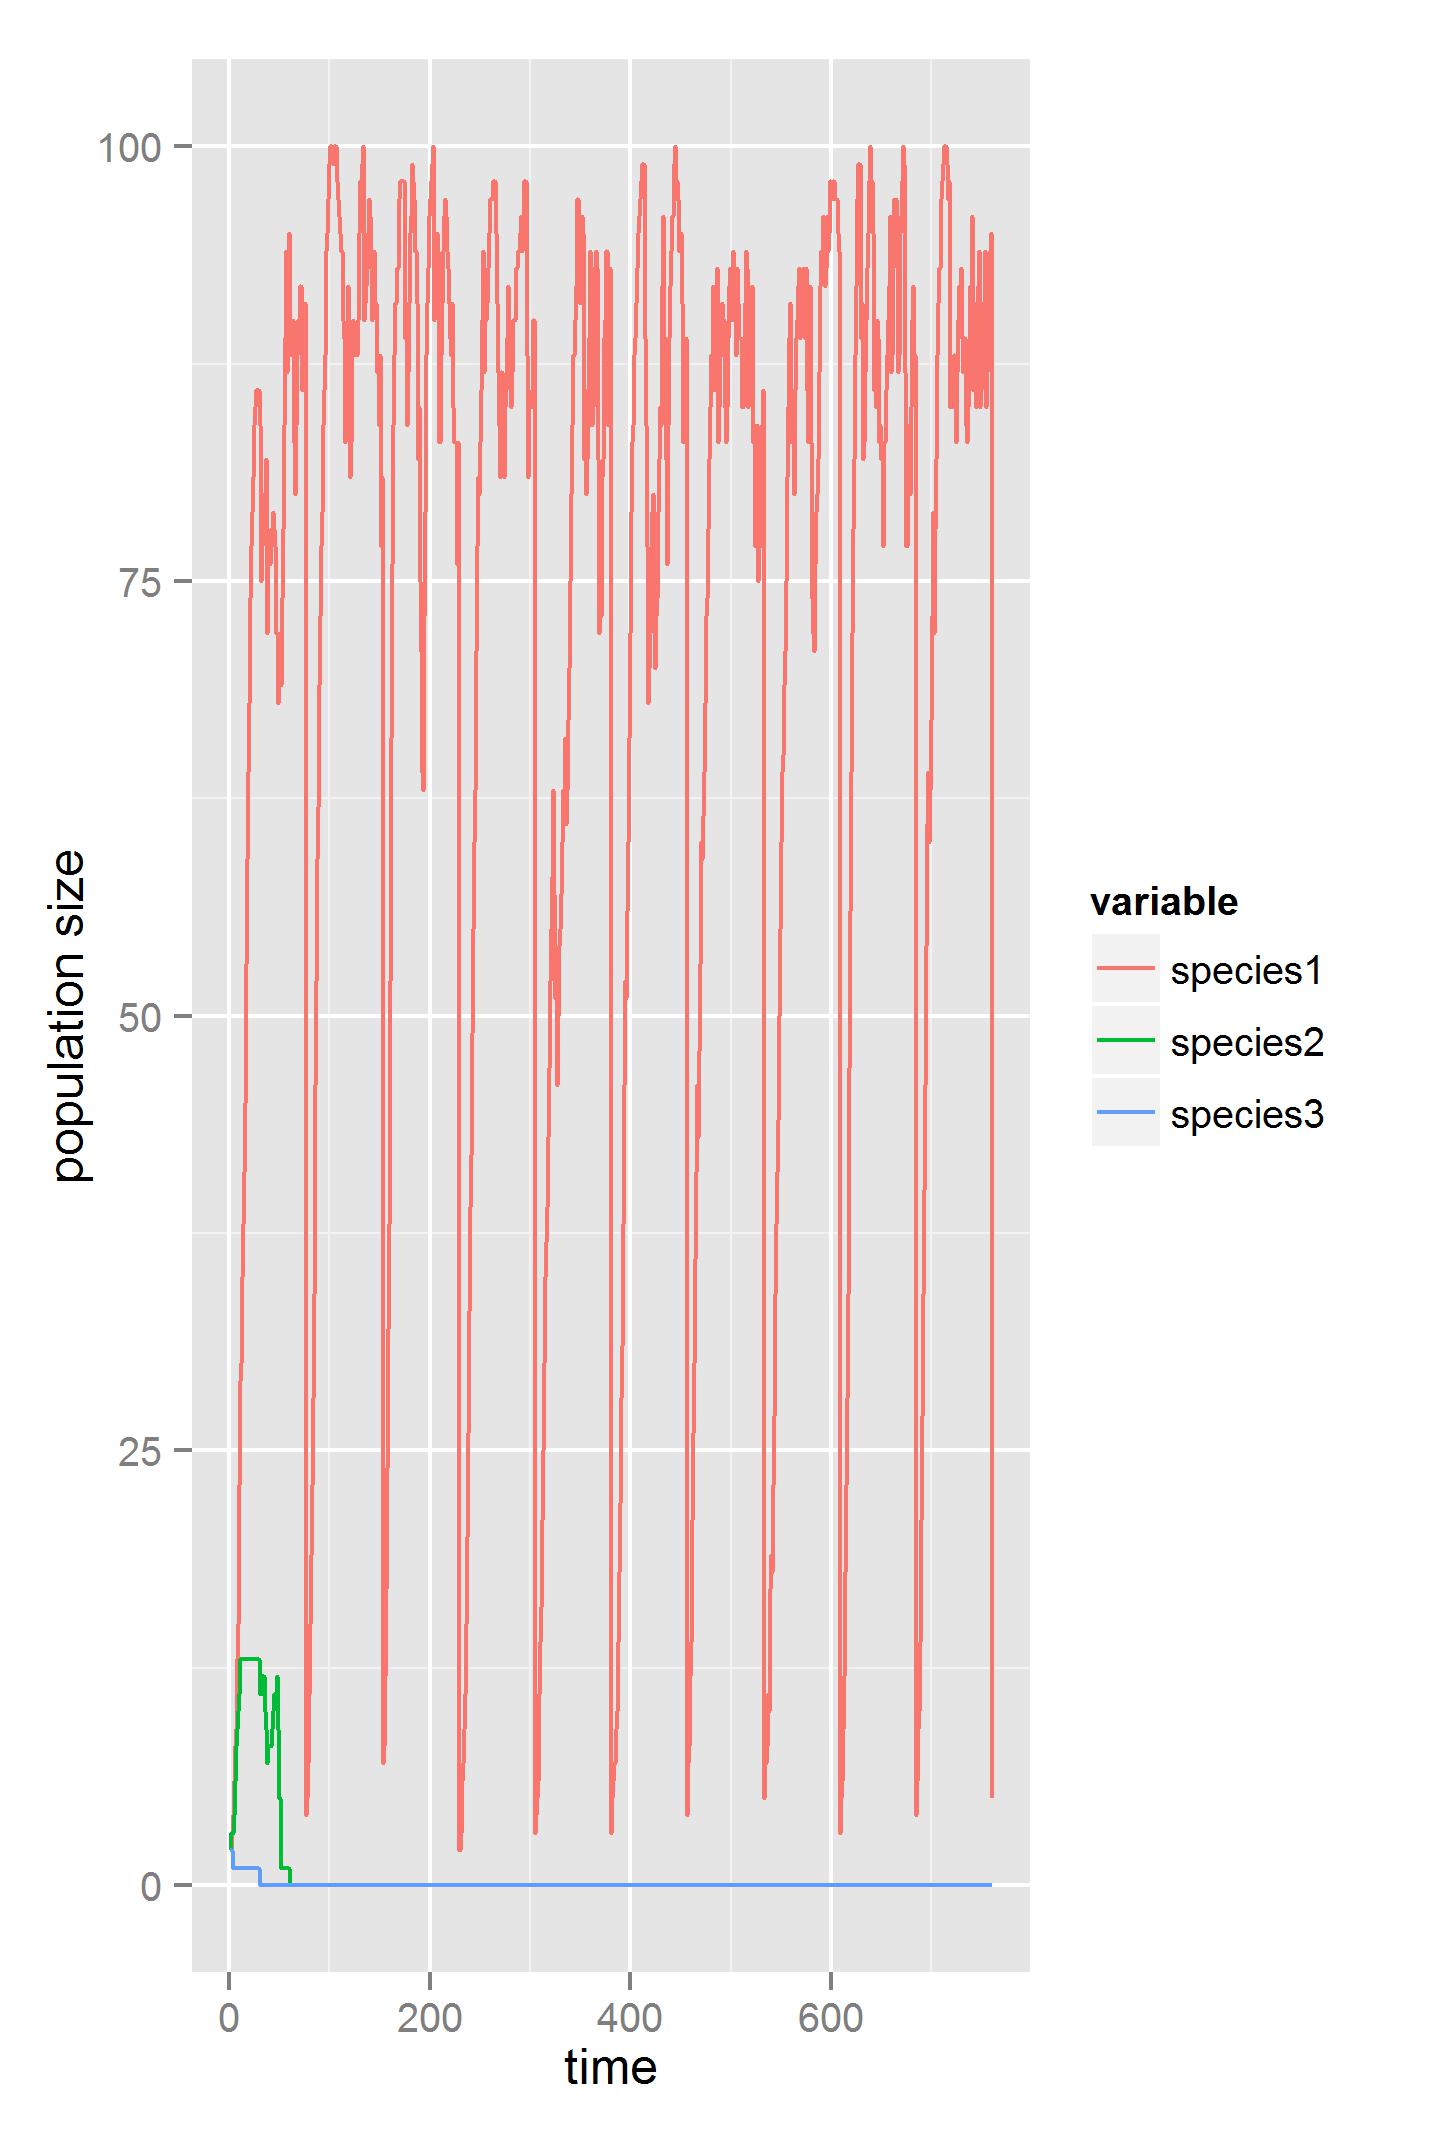 100
75
50
25
0
population size
0 200 400 600
time
variable
species1
species2
species3